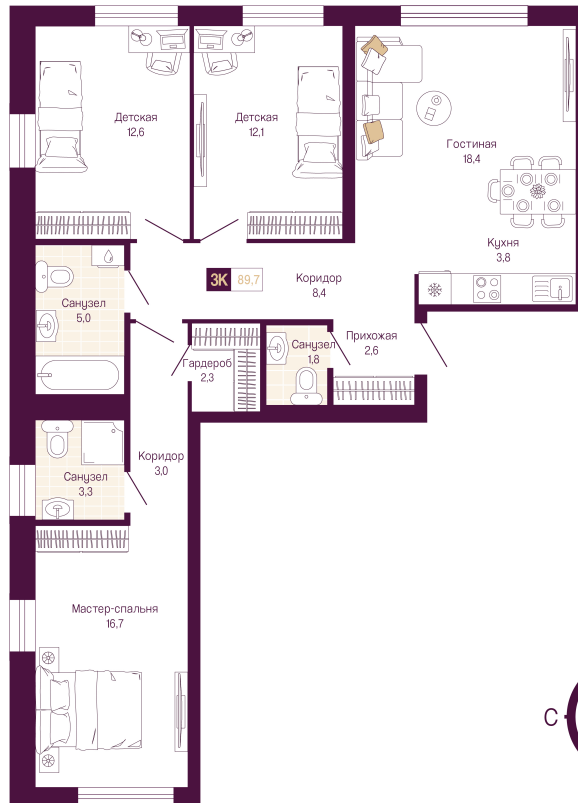 Детская
12,6
Детская
12,1
Гостиная
18,4
Кухня
3,8
3К 89,7
Коридор
8,4
Санузел
5,0
Прихожая
2,6
Санузел
1,8
Гардероб
2,3
Коридор
3,0
Санузел
3,3
Мастер-спальня
16,7
С